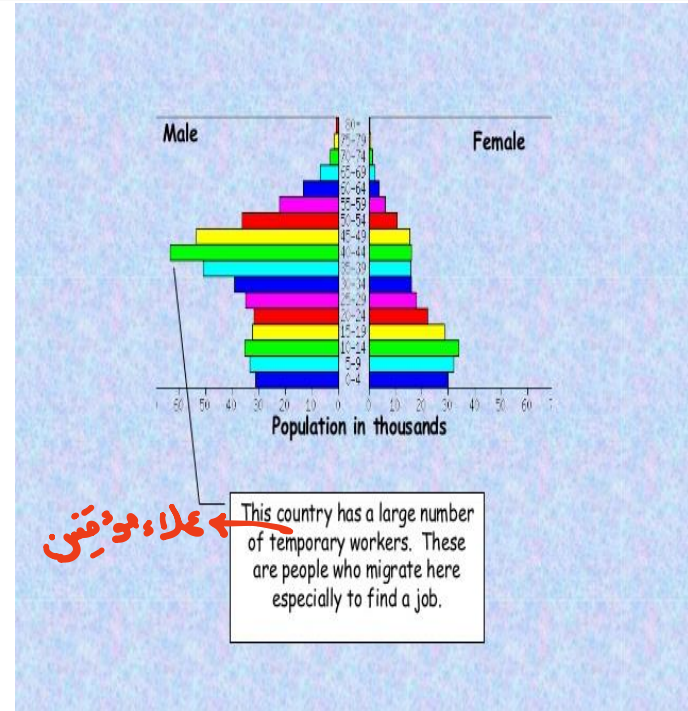 Male
Female
80+
75-79
70-74
65-69
60-64
55-59
50-54
45-49
40-44
35-39
30-34
25-29
20-24
15-19
10-14
5-9
0-4
60 50 40 30 20 10 0 0 10 20 30 40 50 60
Population in thousands
This country has a large number
of temporary workers. These
are people who migrate here
especially to find a job.
مؤقتين